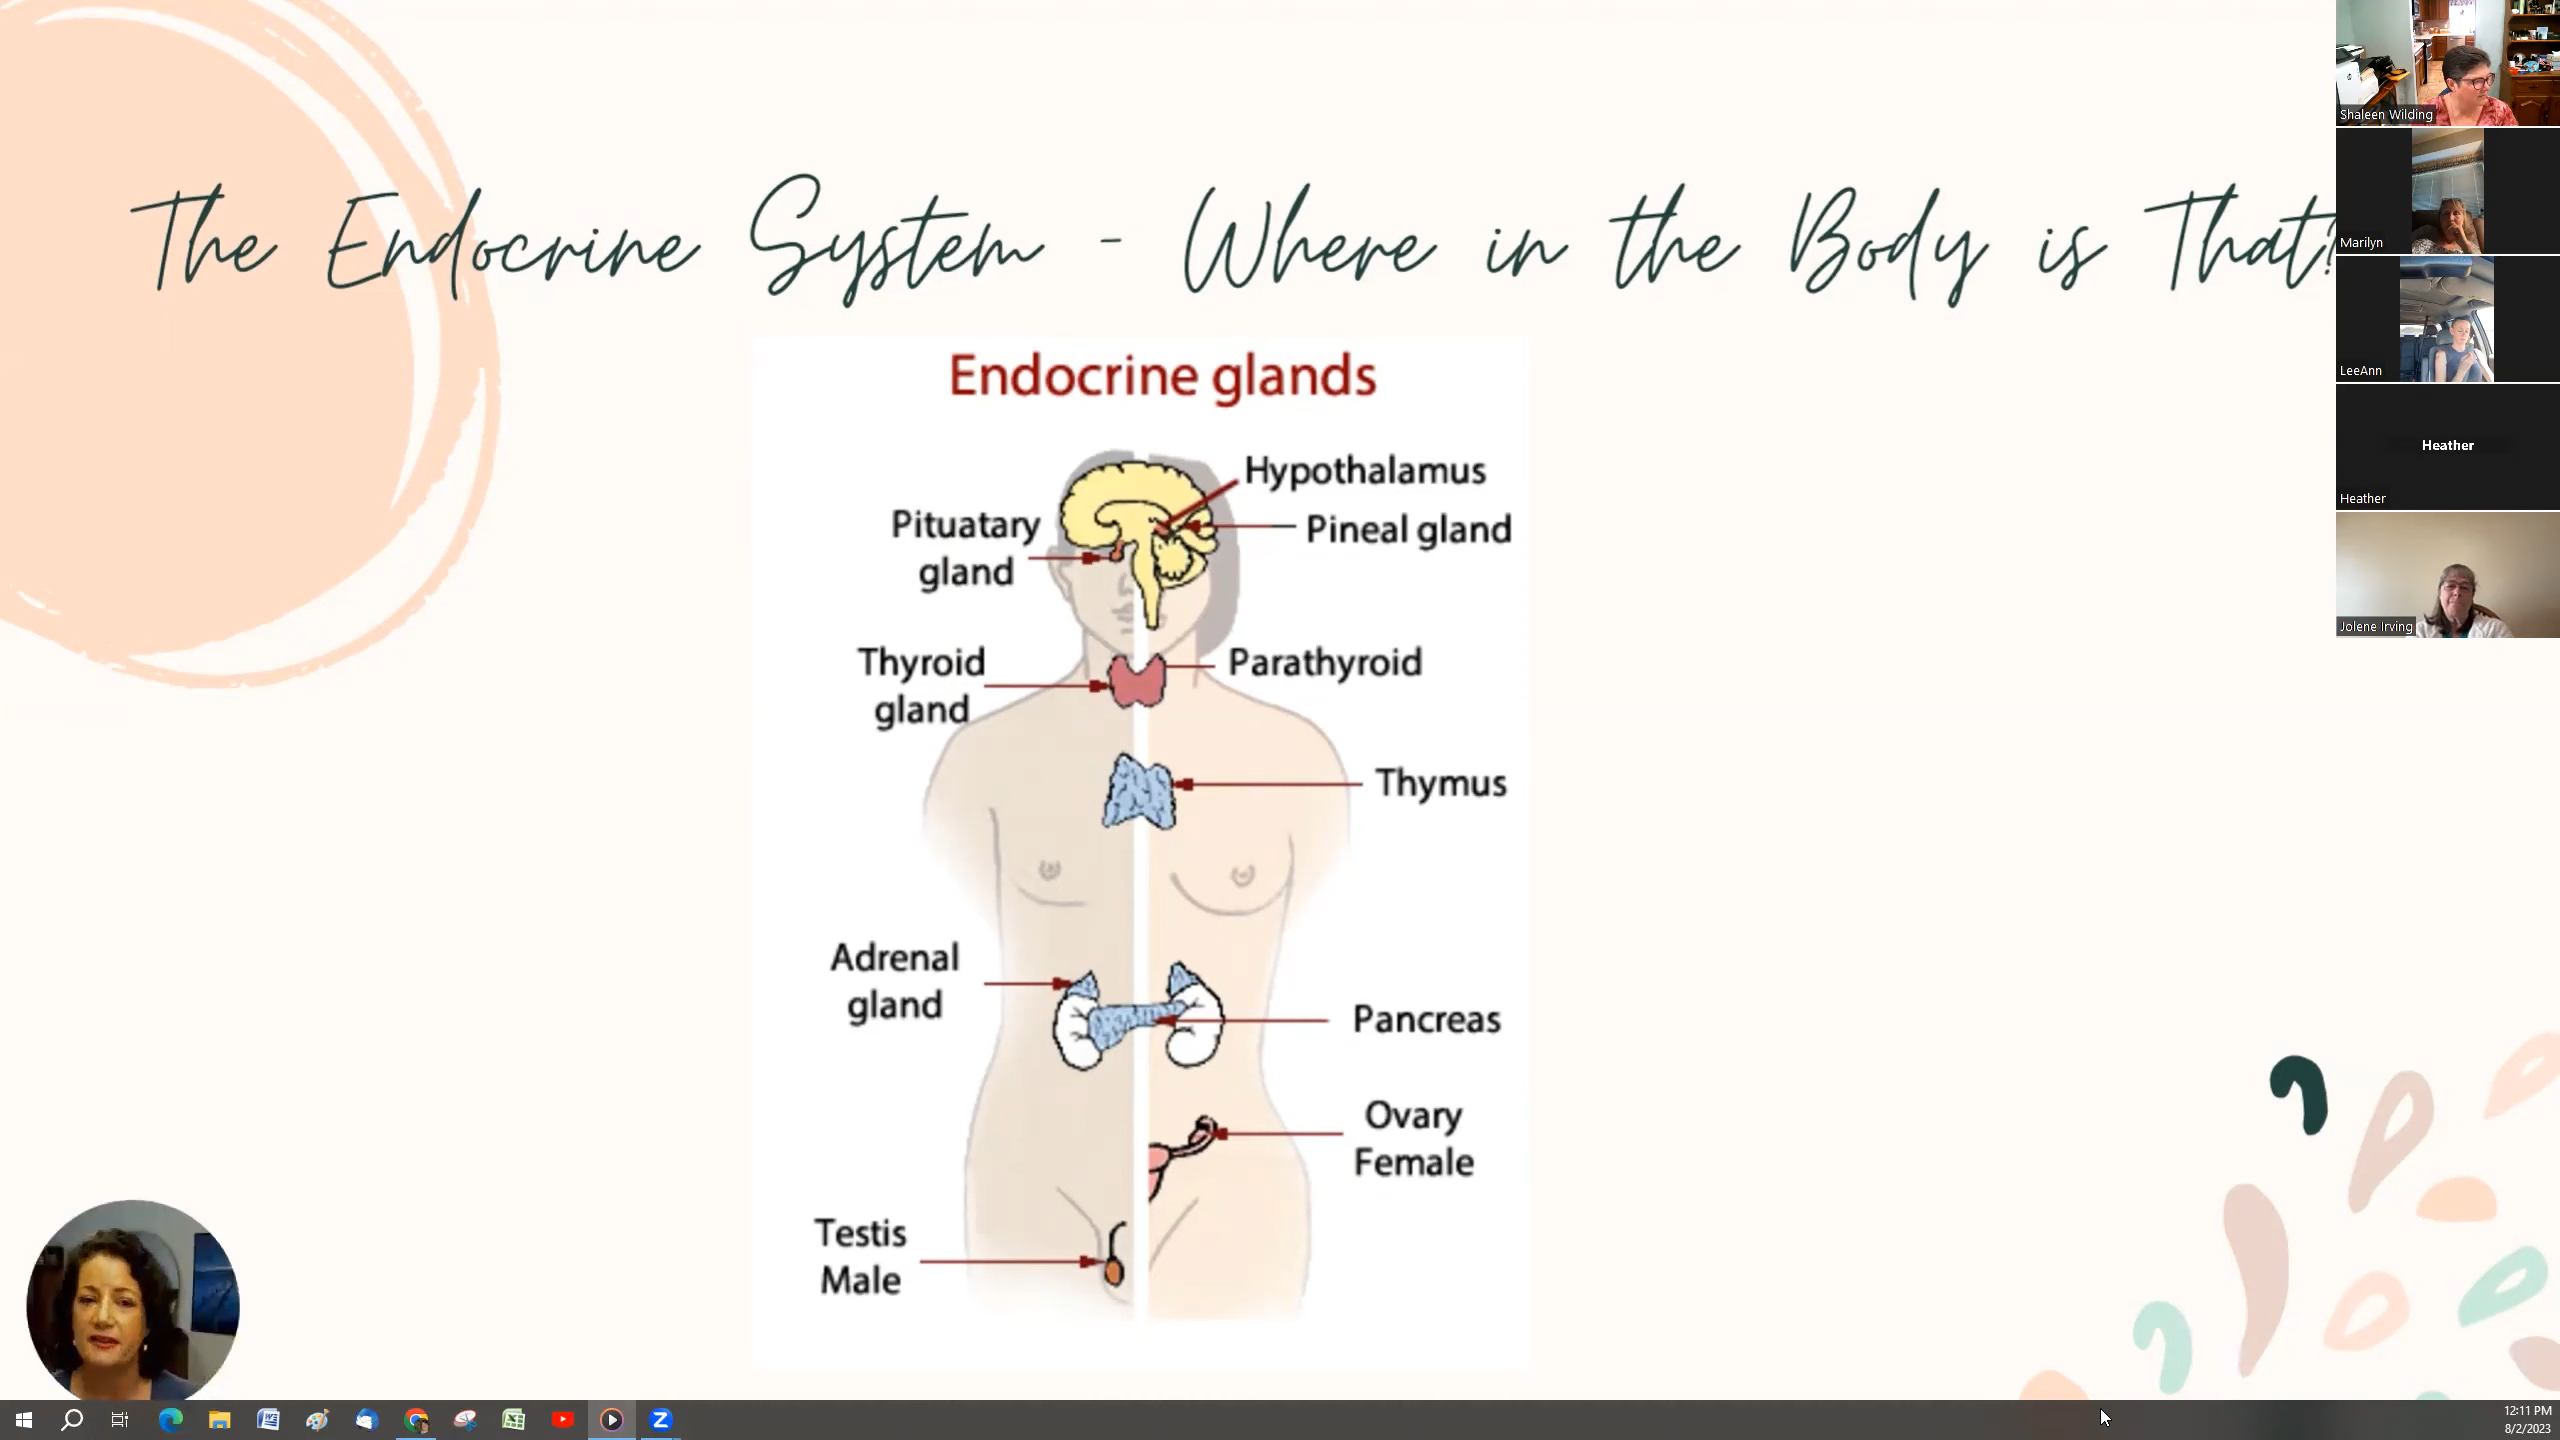 The Endocrine System - Where in the Body is That?
Endocrine glands
Hypothalamus
Pituatary
gland
Pineal gland
Thyroid
gland
Parathyroid
Thymus
Adrenal
gland
Pancreas
Ovary
Female
Testis
Male
Shaleen Wilding
Marilyn
LeeAnn
Heather
Heather
Jolene Irving
12:11 PM
8/2/2023